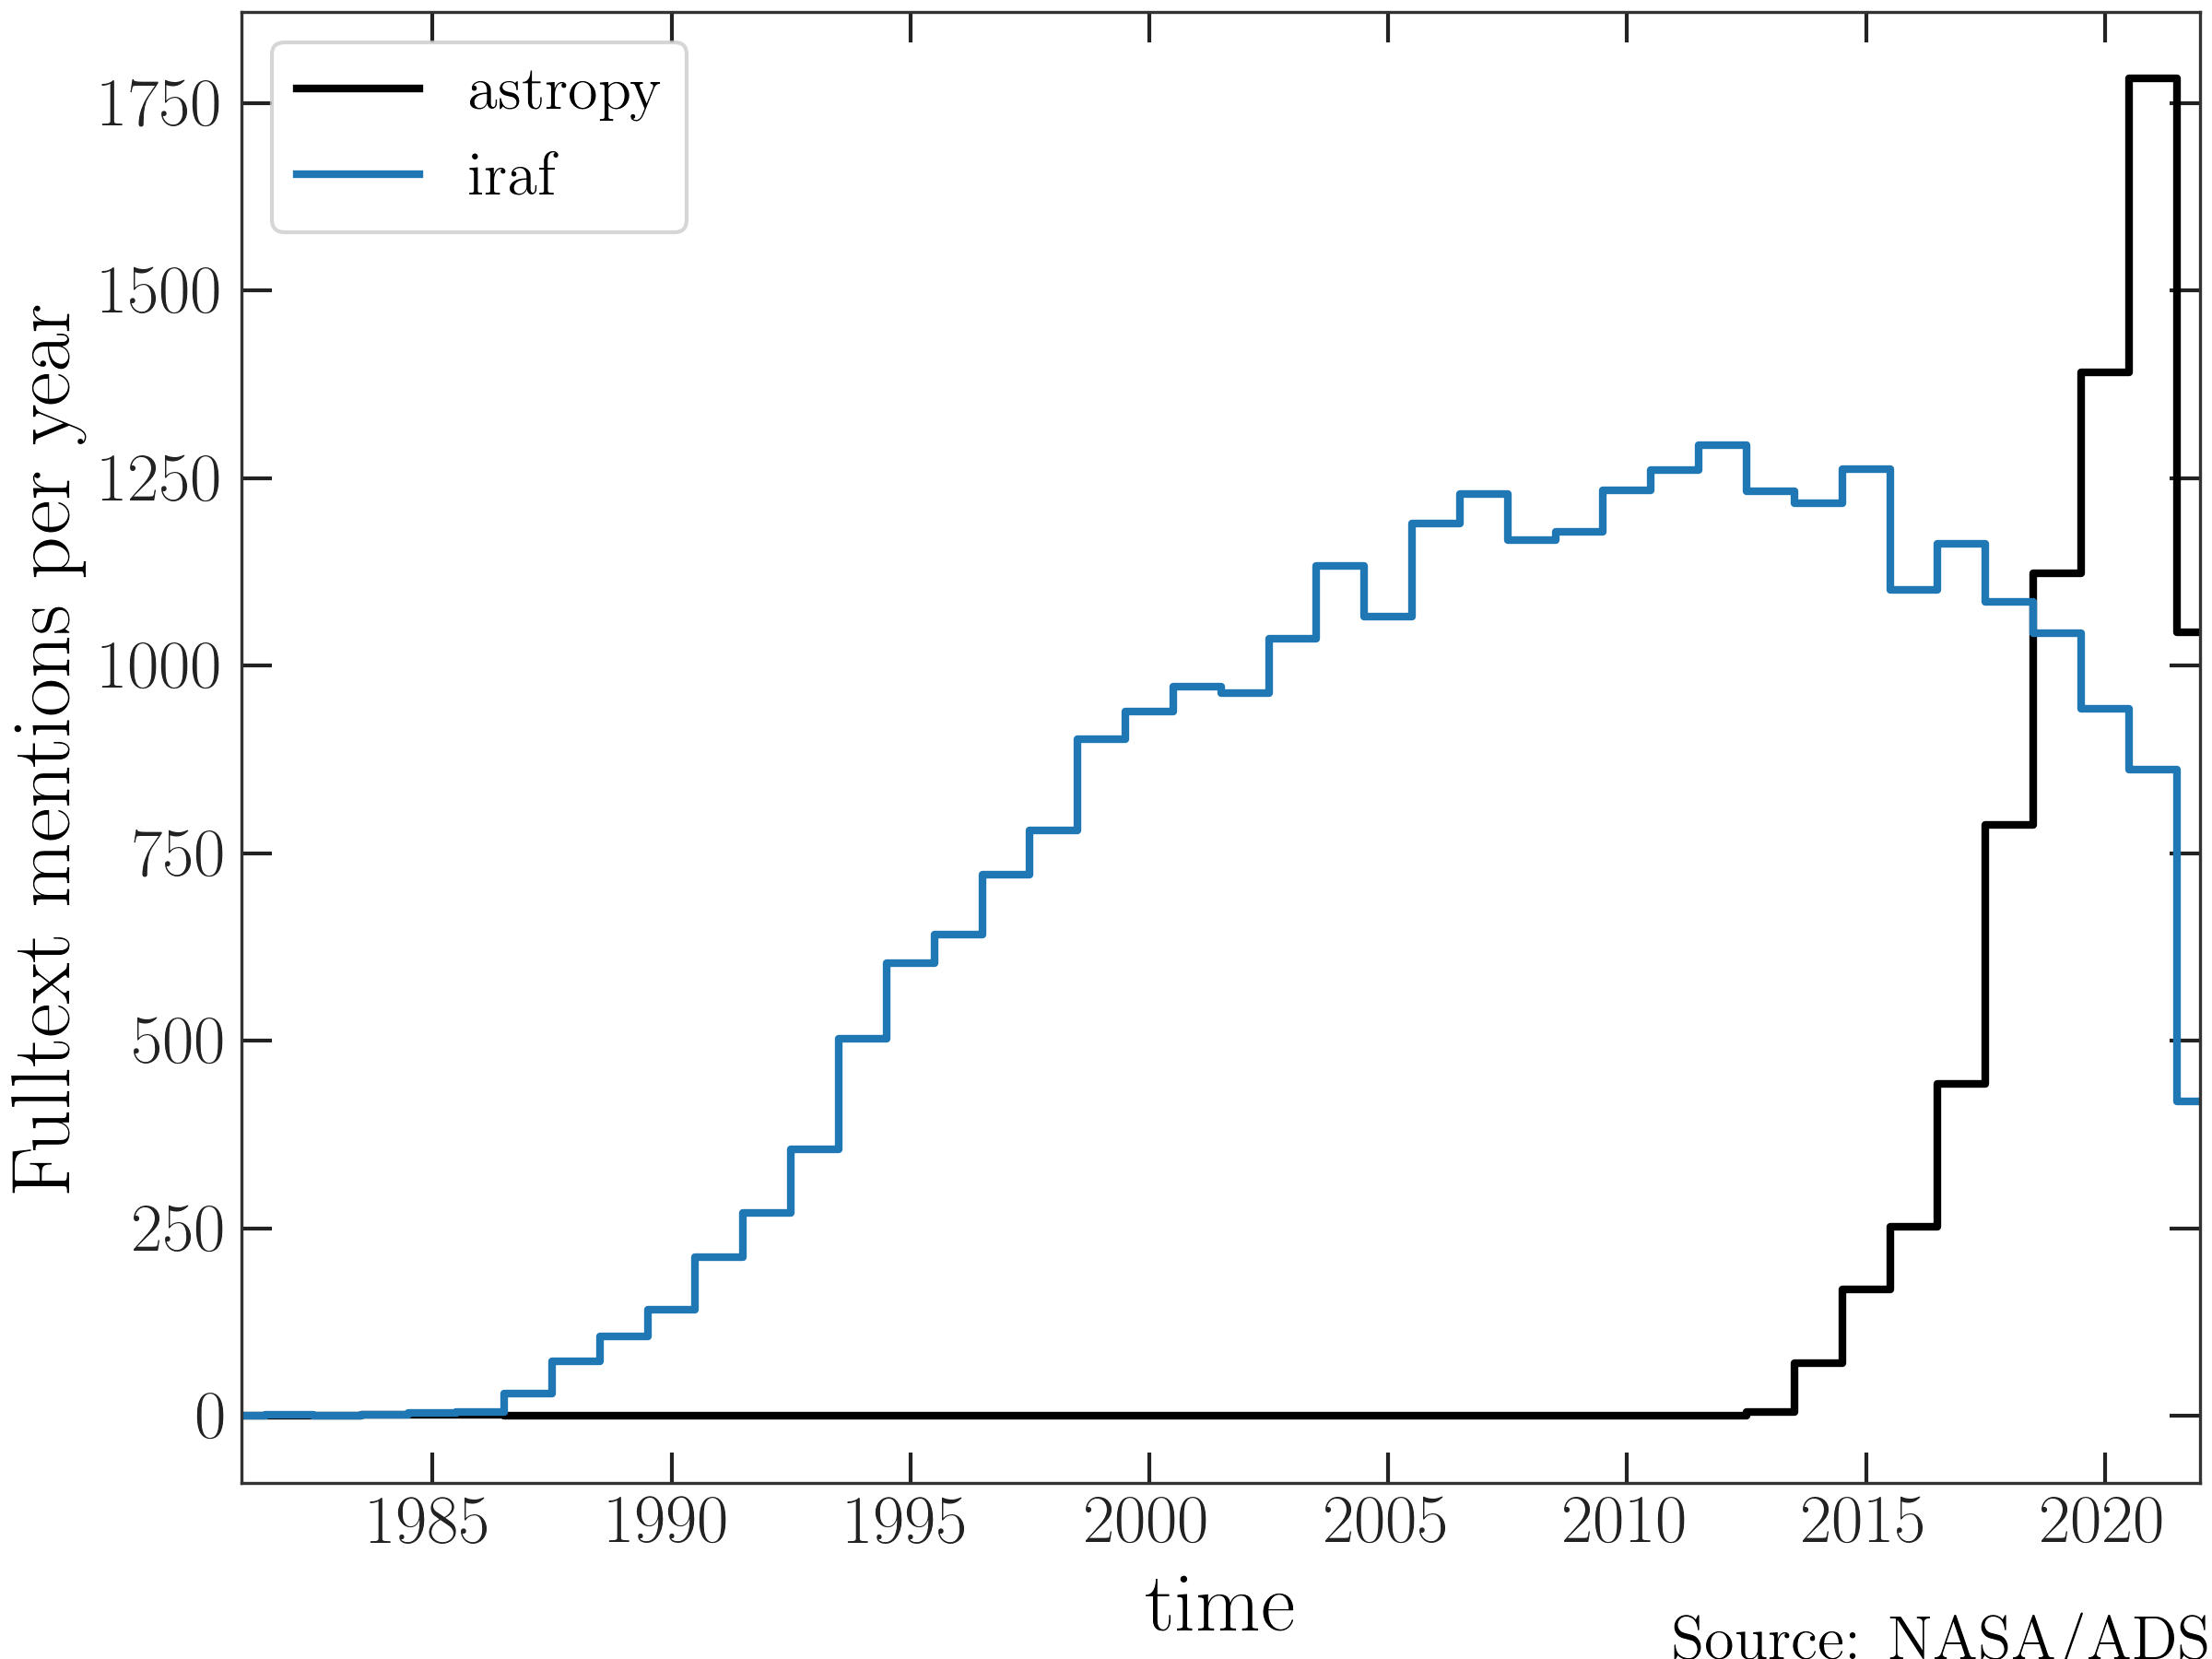 astropy
iraf
Fulltext mentions per year
1750
1500
1250
1000
750
500
250
0
1985 1990 1995 2000 2005 2010 2015 2020
time
Source: NASA/ADS